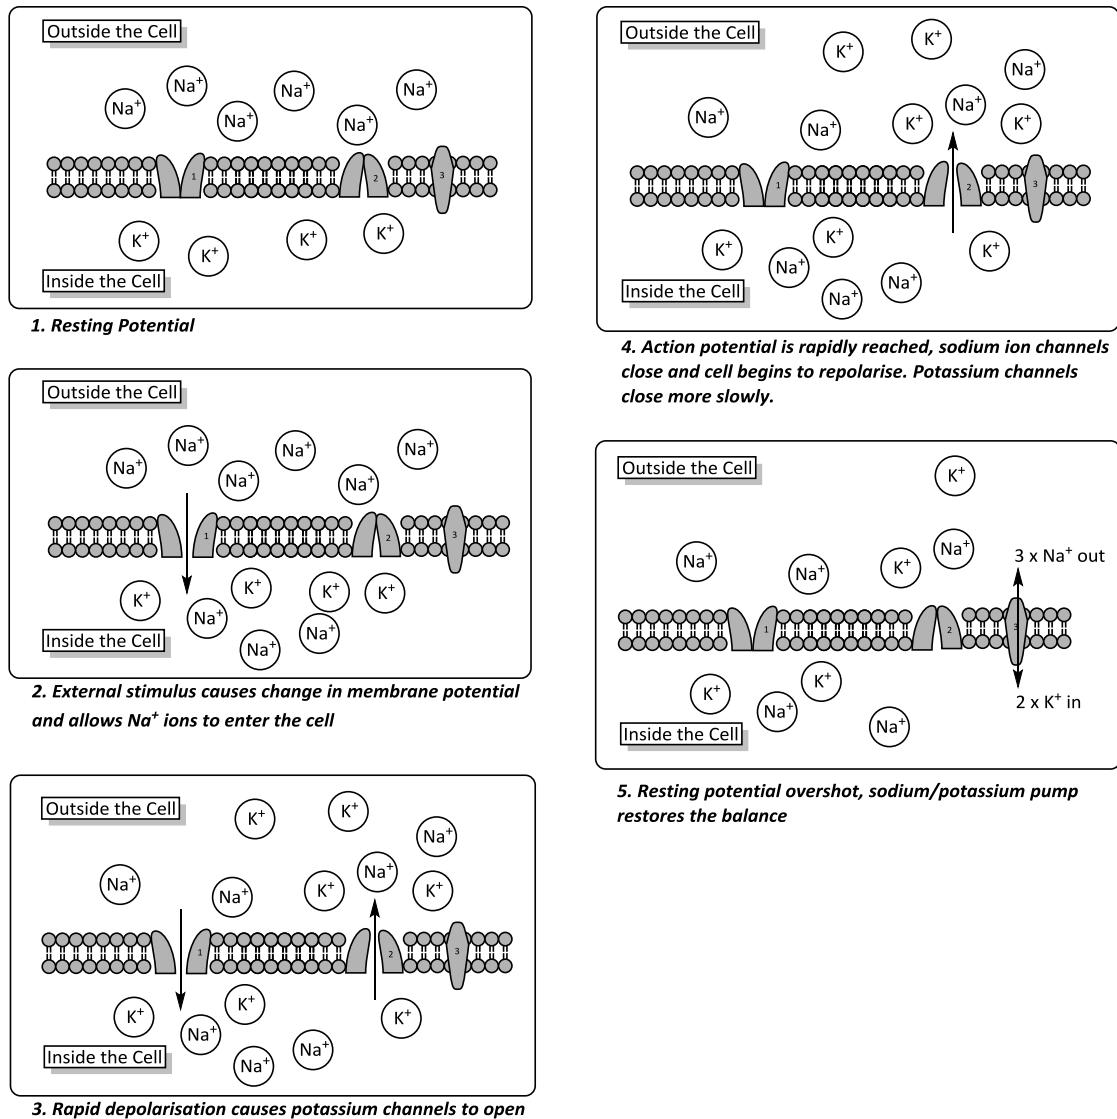 Outside the Cell
Na+
Na+
Na+
Na+
Na+
Na+
1
2
3
K+
K+
K+
K+
Inside the Cell
1. Resting Potential
Outside the Cell
Na+
Na+
Na+
Na+
Na+
Na+
1
2
3
K+
K+
K+
K+
Na+
Na+
Na+
Inside the Cell
2. External stimulus causes change in membrane potential
and allows Na+ ions to enter the cell
Outside the Cell
K+
K+
Na+
Na+
Na+
K+
Na+
K+
1
2
3
K+
K+
K+
Na+
Na+
Na+
Inside the Cell
3. Rapid depolarisation causes potassium channels to open
Outside the Cell
K+
K+
Na+
Na+
Na+
K+
Na+
K+
1
2
3
K+
K+
K+
Na+
Na+
Na+
Inside the Cell
4. Action potential is rapidly reached, sodium ion channels
close and cell begins to repolarise. Potassium channels
close more slowly.
Outside the Cell
K+
Na+
Na+
K+
Na+
3 x Na+ out
1
2
3
K+
K+
Na+
Na+
2 x K+ in
Inside the Cell
5. Resting potential overshot, sodium/potassium pump
restores the balance